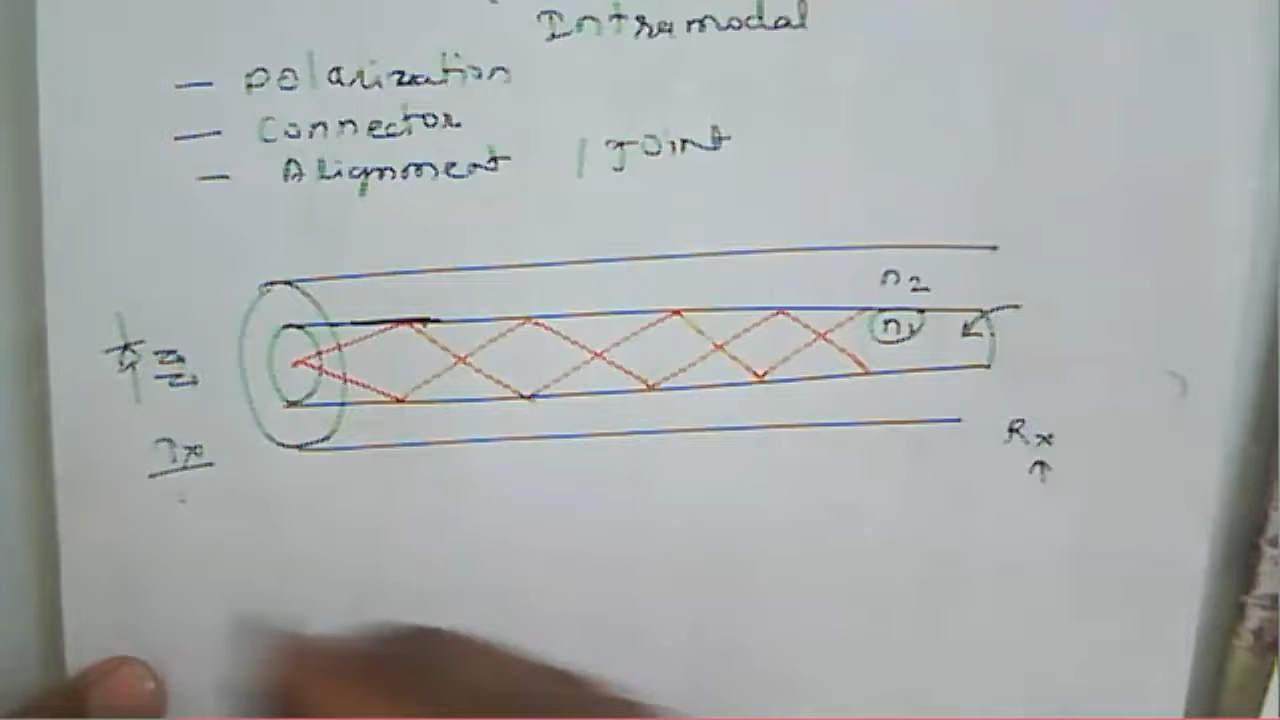 Intramodal
— polarization
— Connector
— Alignment / Joint
n2
n1
Tx
Rx